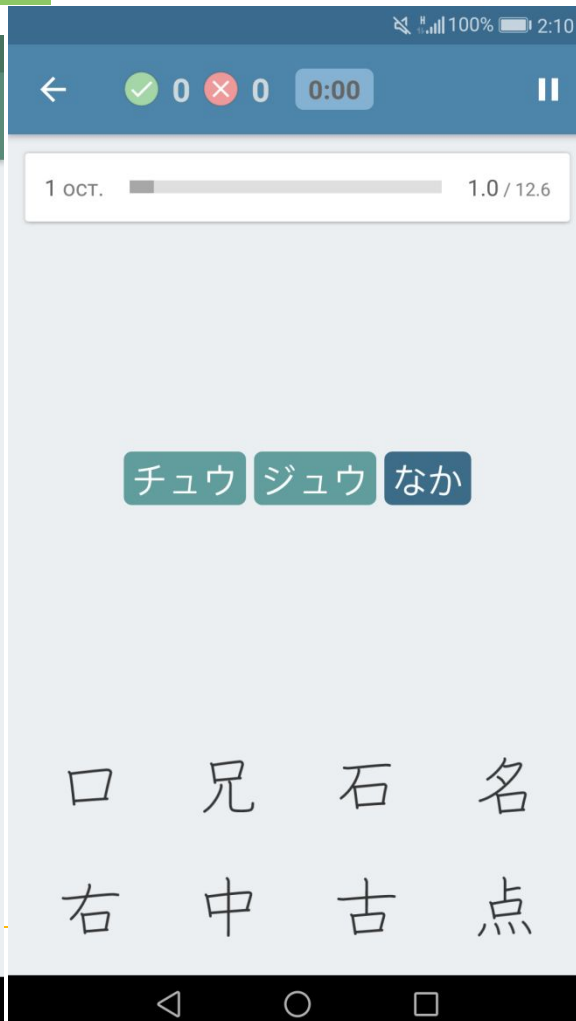 100% 2:10
0 0 0:00
1 ост. 1.0 / 12.6
チュウ ジュウ なか
口 兄 石 名
右 中 古 点